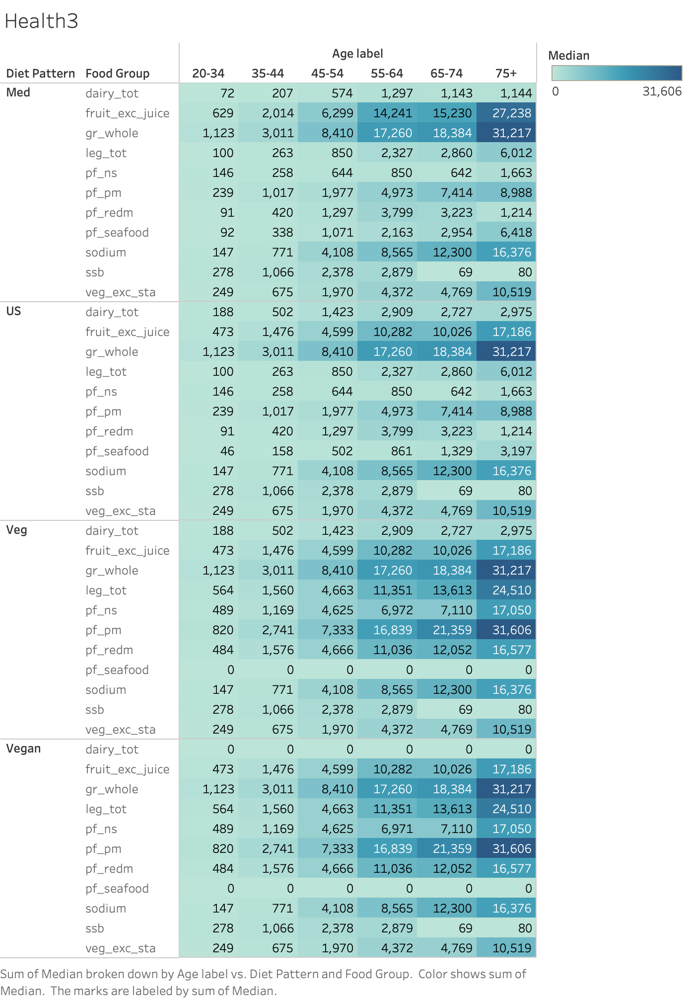 Health3
Age label
Diet Pattern Food Group 20-34 35-44 45-54 55-64 65-74 75+
Med dairy_tot 72 207 574 1,297 1,143 1,144
fruit_exc_juice 629 2,014 6,299 14,241 15,230 27,238
gr_whole 1,123 3,011 8,410 17,260 18,384 31,217
leg_tot 100 263 850 2,327 2,860 6,012
pf_ns 146 258 644 850 642 1,663
pf_pm 239 1,017 1,977 4,973 7,414 8,988
pf_redm 91 420 1,297 3,799 3,223 1,214
pf_seafood 92 338 1,071 2,163 2,954 6,418
sodium 147 771 4,108 8,565 12,300 16,376
ssb 278 1,066 2,378 2,879 69 80
veg_exc_sta 249 675 1,970 4,372 4,769 10,519
US dairy_tot 188 502 1,423 2,909 2,727 2,975
fruit_exc_juice 473 1,476 4,599 10,282 10,026 17,186
gr_whole 1,123 3,011 8,410 17,260 18,384 31,217
leg_tot 100 263 850 2,327 2,860 6,012
pf_ns 146 258 644 850 642 1,663
pf_pm 239 1,017 1,977 4,973 7,414 8,988
pf_redm 91 420 1,297 3,799 3,223 1,214
pf_seafood 46 158 502 861 1,329 3,197
sodium 147 771 4,108 8,565 12,300 16,376
ssb 278 1,066 2,378 2,879 69 80
veg_exc_sta 249 675 1,970 4,372 4,769 10,519
Veg dairy_tot 188 502 1,423 2,909 2,727 2,975
fruit_exc_juice 473 1,476 4,599 10,282 10,026 17,186
gr_whole 1,123 3,011 8,410 17,260 18,384 31,217
leg_tot 564 1,560 4,663 11,351 13,613 24,510
pf_ns 489 1,169 4,625 6,972 7,110 17,050
pf_pm 820 2,741 7,333 16,839 21,359 31,606
pf_redm 484 1,576 4,666 11,036 12,052 16,577
pf_seafood 0 0 0 0 0 0
sodium 147 771 4,108 8,565 12,300 16,376
ssb 278 1,066 2,378 2,879 69 80
veg_exc_sta 249 675 1,970 4,372 4,769 10,519
Vegan dairy_tot 0 0 0 0 0 0
fruit_exc_juice 473 1,476 4,599 10,282 10,026 17,186
gr_whole 1,123 3,011 8,410 17,260 18,384 31,217
leg_tot 564 1,560 4,663 11,351 13,613 24,510
pf_ns 489 1,169 4,625 6,971 7,110 17,050
pf_pm 820 2,741 7,333 16,839 21,359 31,606
pf_redm 484 1,576 4,666 11,036 12,052 16,577
pf_seafood 0 0 0 0 0 0
sodium 147 771 4,108 8,565 12,300 16,376
ssb 278 1,066 2,378 2,879 69 80
veg_exc_sta 249 675 1,970 4,372 4,769 10,519
Median
0 31,606
Sum of Median broken down by Age label vs. Diet Pattern and Food Group. Color shows sum of
Median. The marks are labeled by sum of Median.